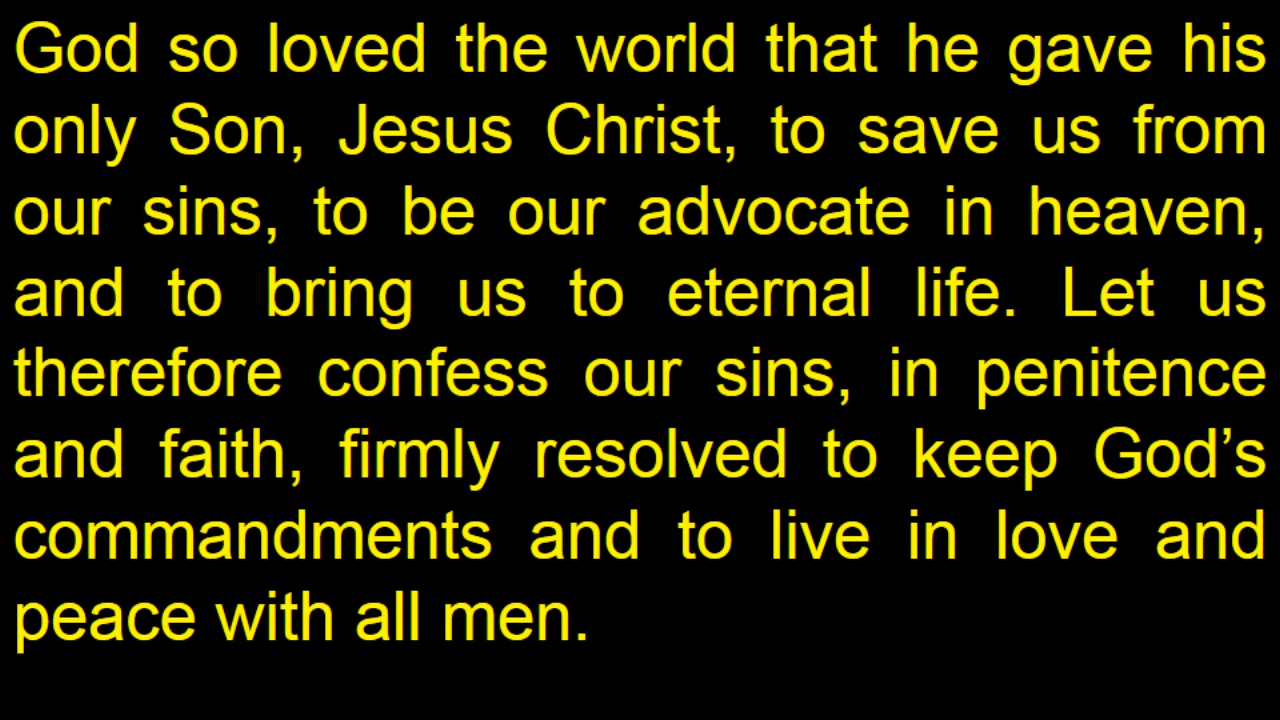 God so loved the world that he gave his
only Son, Jesus Christ, to save us from
our sins, to be our advocate in heaven,
and to bring us to eternal life. Let us
therefore confess our sins, in penitence
and faith, firmly resolved to keep God’s
commandments and to live in love and
peace with all men.